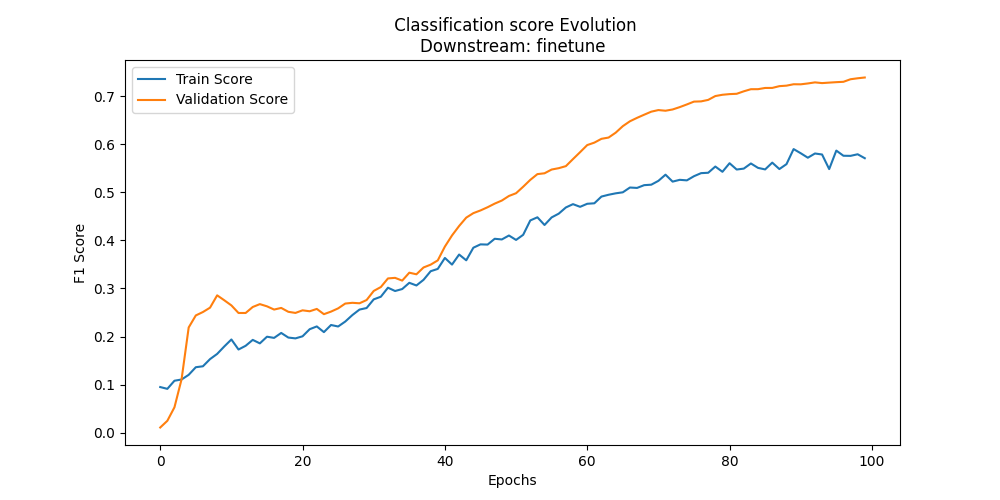 Classification score Evolution
Downstream: finetune
Train Score
Validation Score
F1 Score
0.7
0.6
0.5
0.4
0.3
0.2
0.1
0.0
0 20 40 60 80 100
Epochs